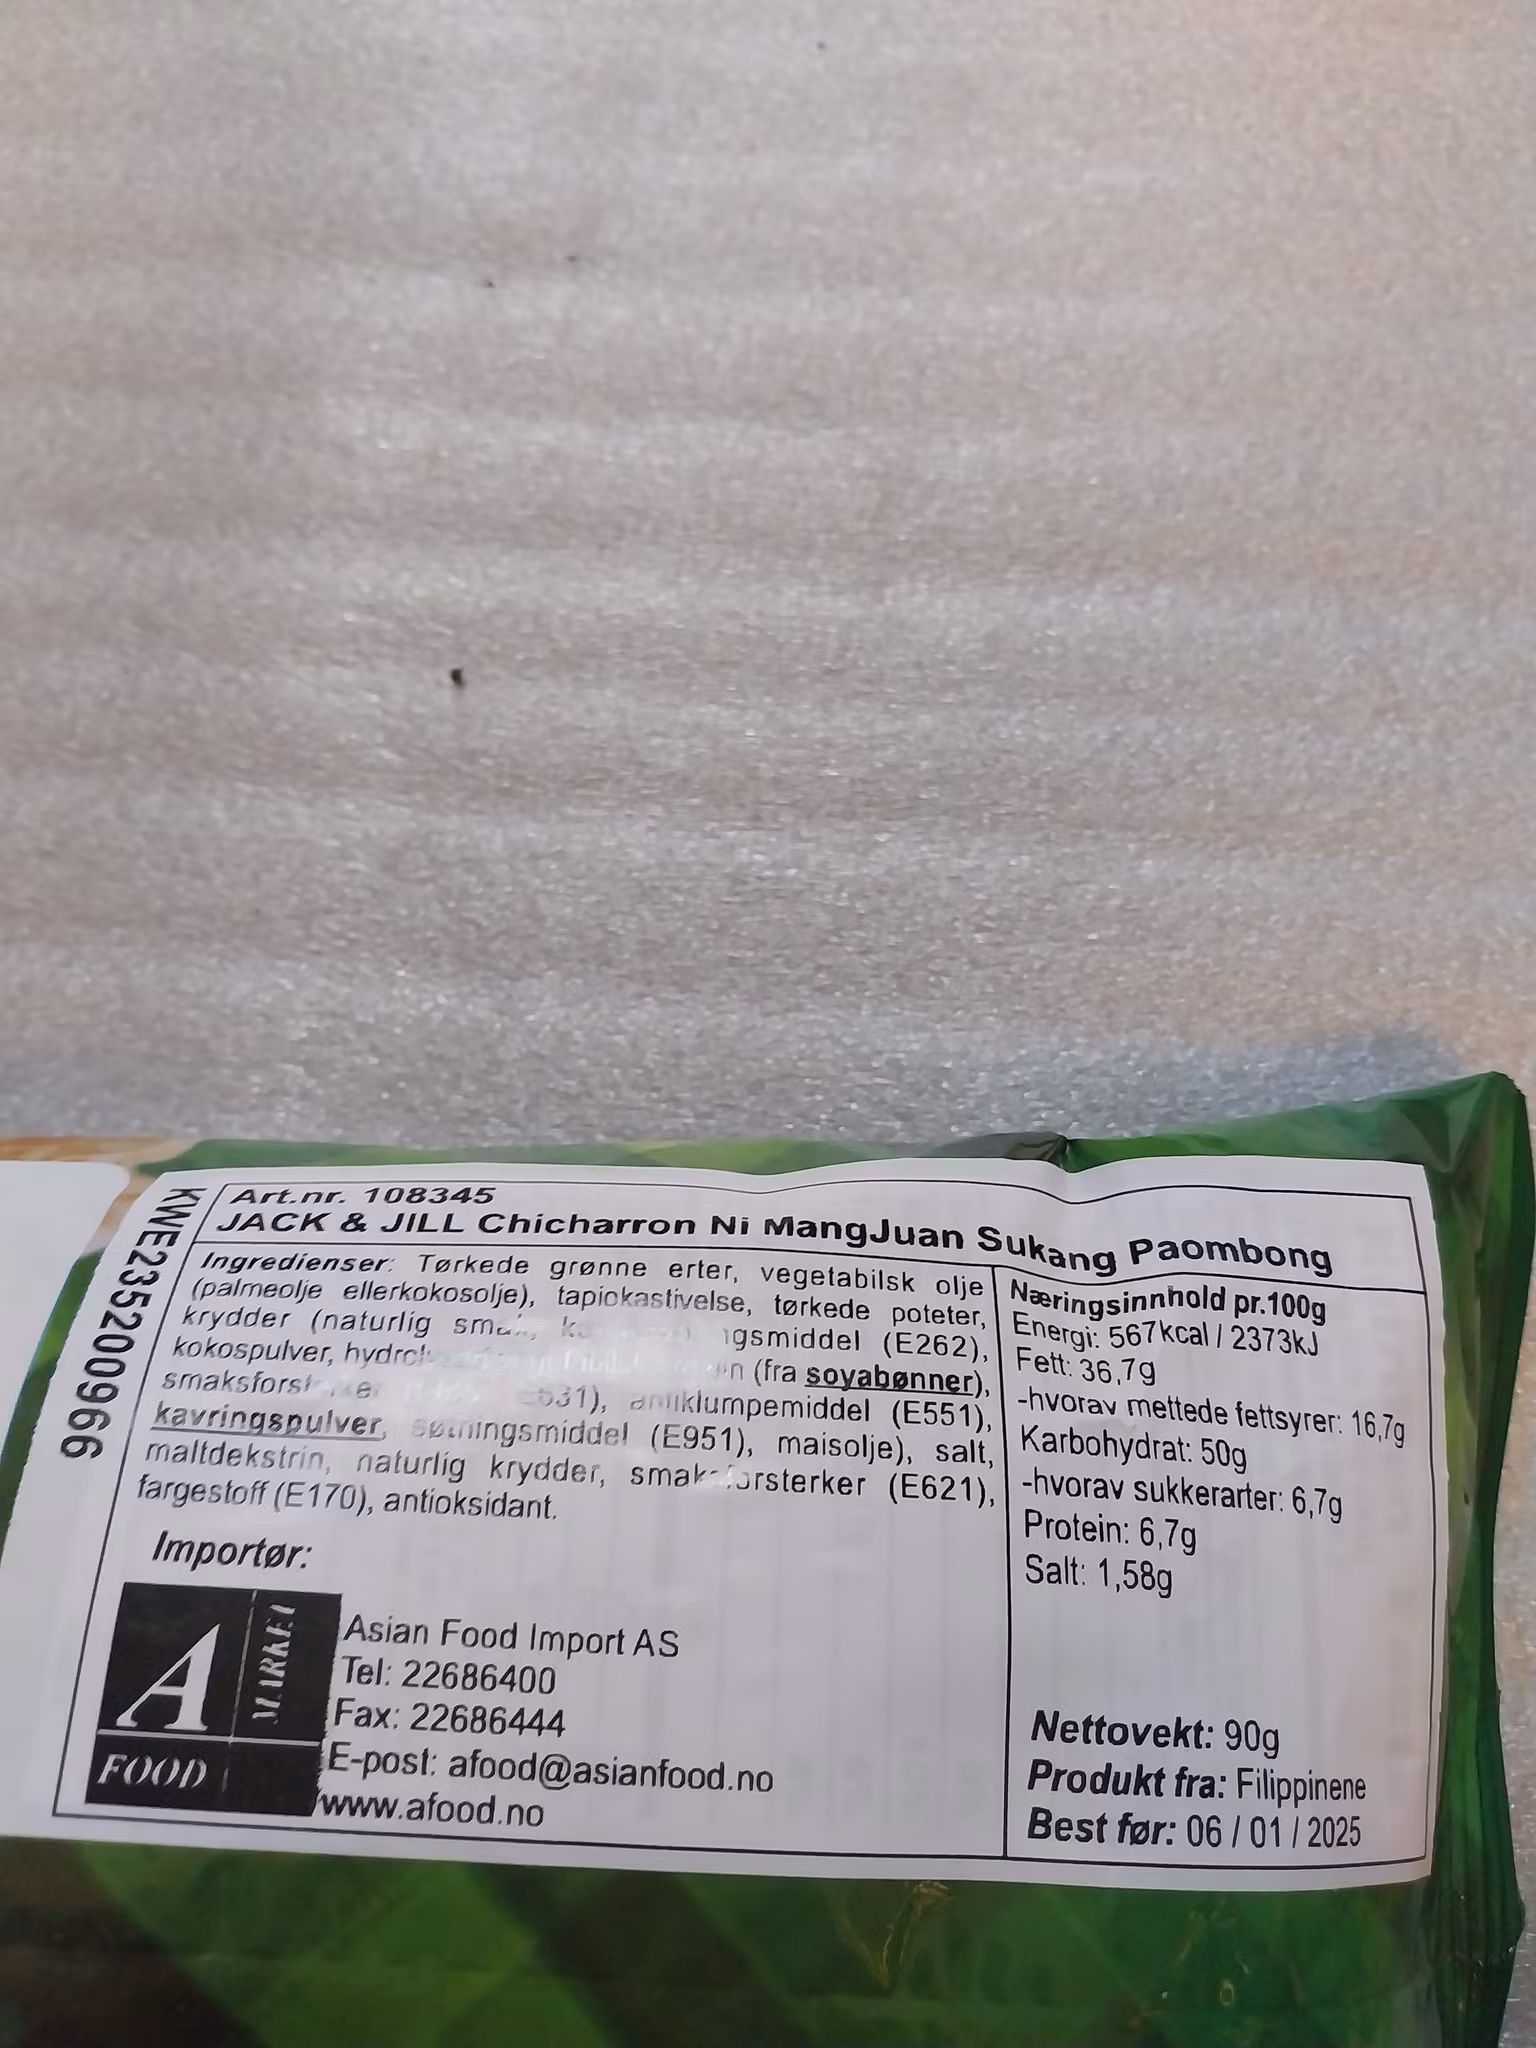 KWE235200966
Art.nr. 108345
JACK & JILL Chicharron Ni MangJuan Sukang Paombong
Ingredienser: Tørkede grønne erter, vegetabilsk olje
(palmeolje ellerkokosolje), tapiokastivelse, tørkede poteter,
krydder (naturlig (E262),
kokospulver, (fra soyabønner),
antiklumpemiddel (E551),
kavringspulver, søtningsmiddel (E951), maisolje), salt,
maltdekstrin, naturlig krydder, smaksforsterker (E621),
fargestoff (E170), antioksidant.
Importør:
A MARKET
FOOD
Asian Food Import AS
Tel: 22686400
Fax: 22686444
E-post: afood@asianfood.no
www.afood.no
Næringsinnhold pr.100g
Energi: 567kcal / 2373kJ
Fett: 36,7g
-hvorav mettede fettsyrer: 16,7g
Karbohydrat: 50g
-hvorav sukkerarter: 6,7g
Protein: 6,7g
Salt: 1,58g
Nettovekt: 90g
Produkt fra: Filippinene
Best før: 06 / 01 / 2025